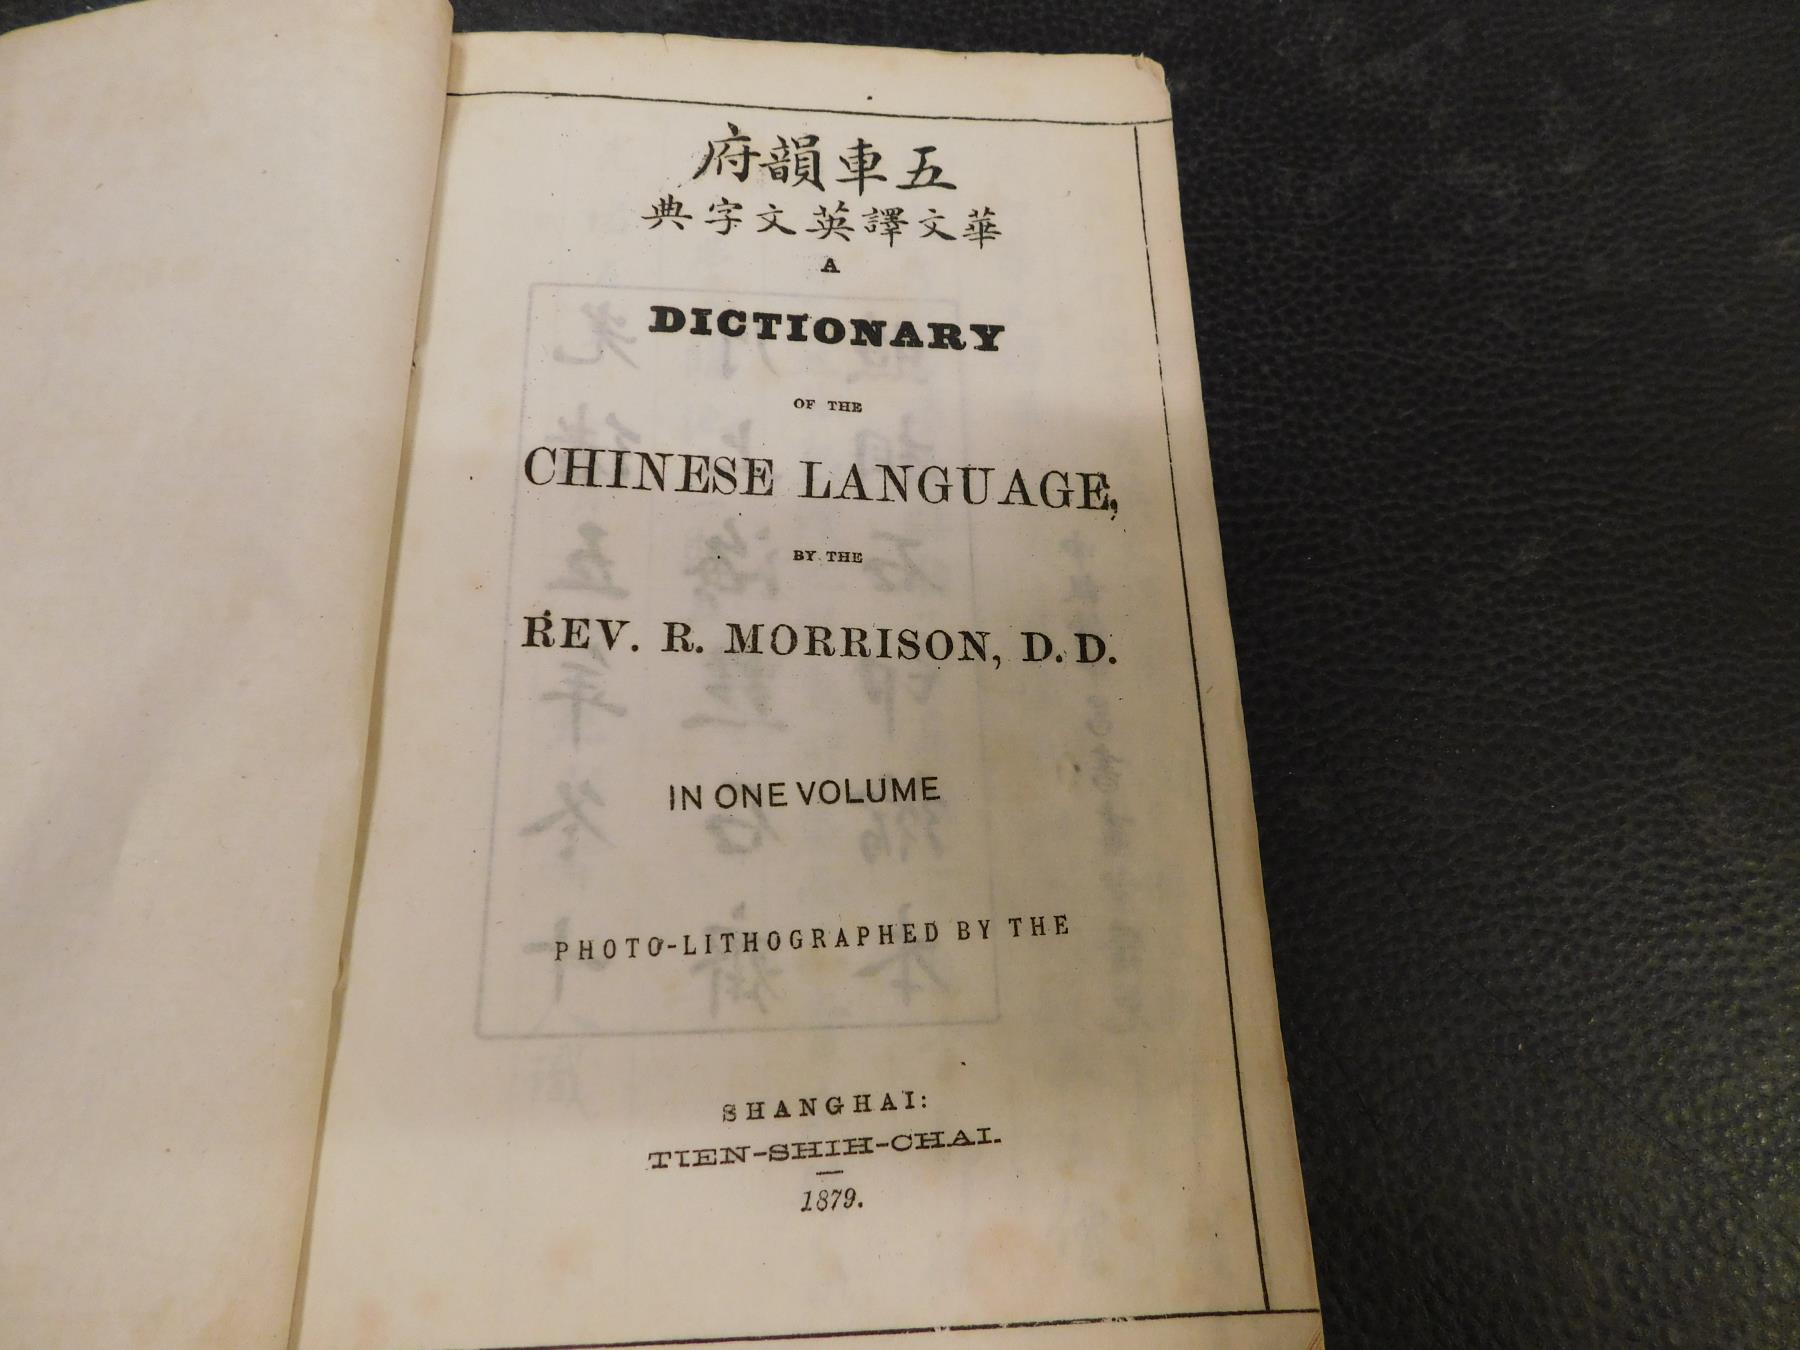 五車韻府
華文譯英文字典
A
DICTIONARY
OF THE
CHINESE LANGUAGE,
BY THE
REV. R. MORRISON, D. D.
IN ONE VOLUME
PHOTO-LITHOGRAPHED BY THE
SHANGHAI:
TIEN-SHIH-CHAI.
1879.